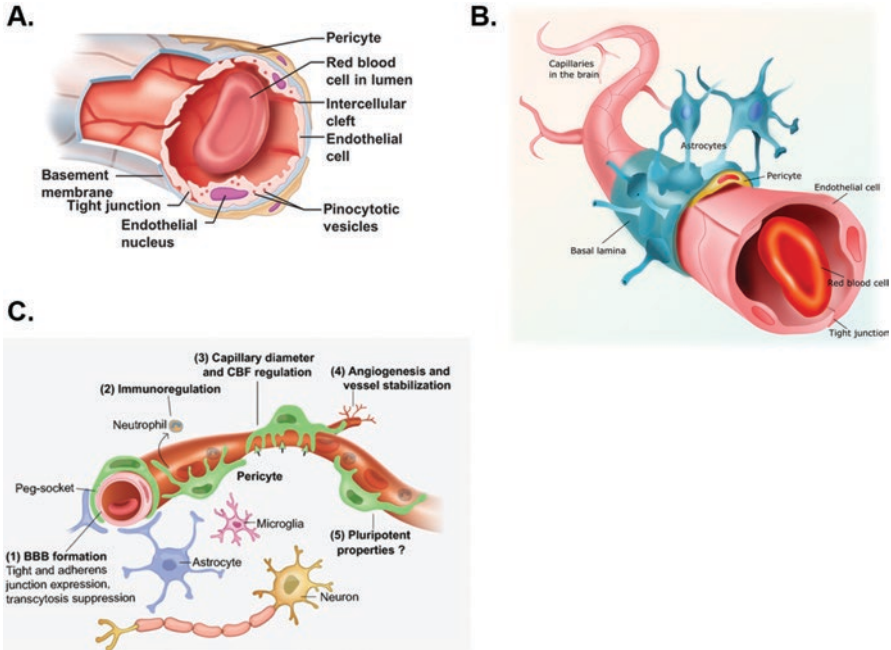 A.
Pericyte
Red blood
cell in lumen
Intercellular
cleft
Endothelial
cell
Basement
membrane
Tight junction
Endothelial
nucleus
Pinocytotic
vesicles
B.
Capillaries
in the brain
Astrocytes
Pericyte
Endothelial cell
Basal lamina
Red blood cell
Tight junction
C.
(3) Capillary diameter
and CBF regulation
(4) Angiogenesis and
vessel stabilization
(2) Immunoregulation
Neutrophil
Pericyte
Peg-socket
Microglia
(5) Pluripotent
properties ?
(1) BBB formation
Tight and adherens
junction expression,
transcytosis suppression
Astrocyte
Neuron